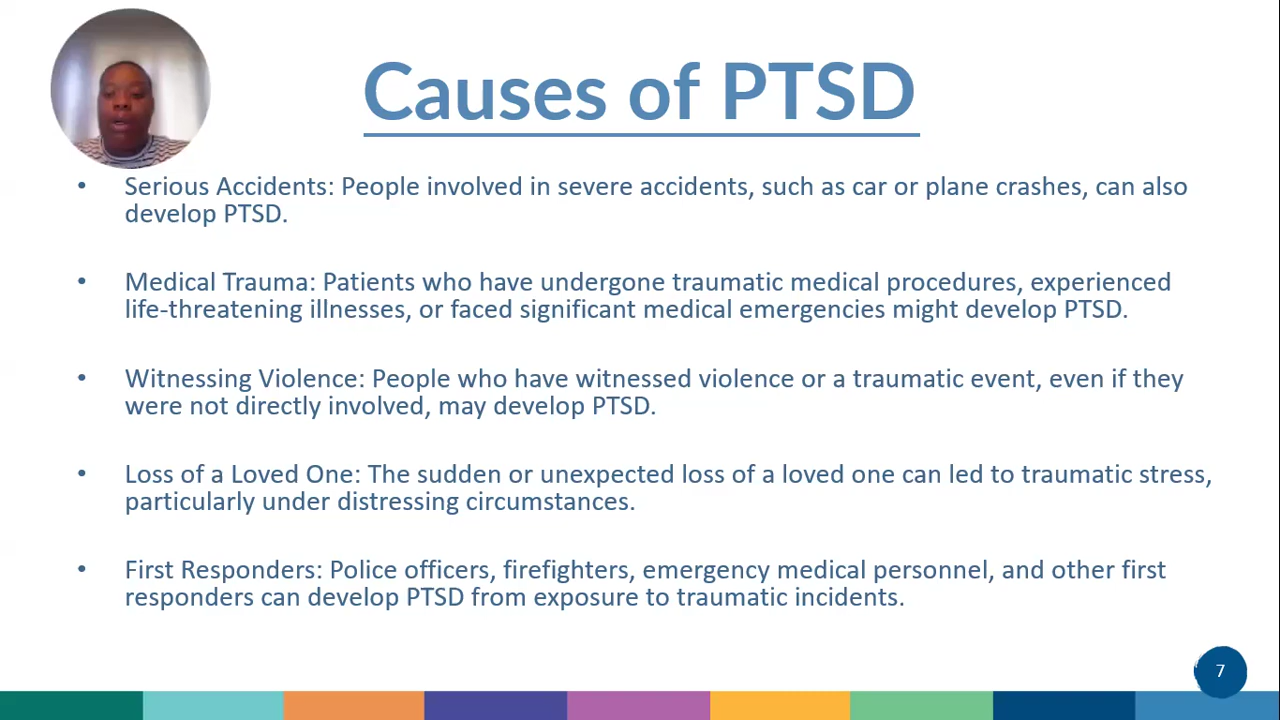 Causes of PTSD
• Serious Accidents: People involved in severe accidents, such as car or plane crashes, can also
develop PTSD.
• Medical Trauma: Patients who have undergone traumatic medical procedures, experienced
life-threatening illnesses, or faced significant medical emergencies might develop PTSD.
• Witnessing Violence: People who have witnessed violence or a traumatic event, even if they
were not directly involved, may develop PTSD.
• Loss of a Loved One: The sudden or unexpected loss of a loved one can led to traumatic stress,
particularly under distressing circumstances.
• First Responders: Police officers, firefighters, emergency medical personnel, and other first
responders can develop PTSD from exposure to traumatic incidents.
7